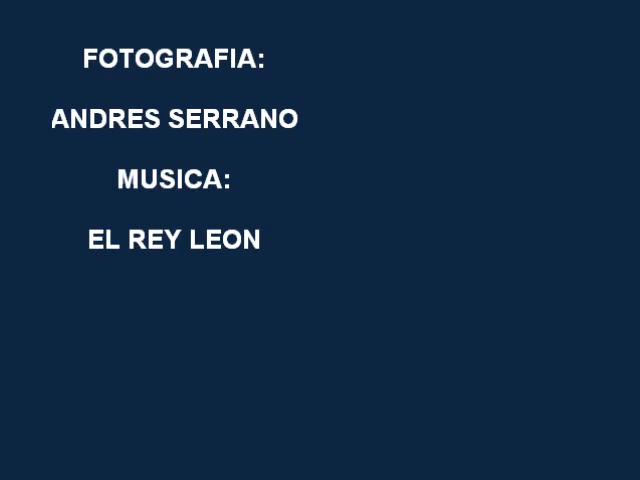 FOTOGRAFIA:
ANDRES SERRANO
MUSICA:
EL REY LEON